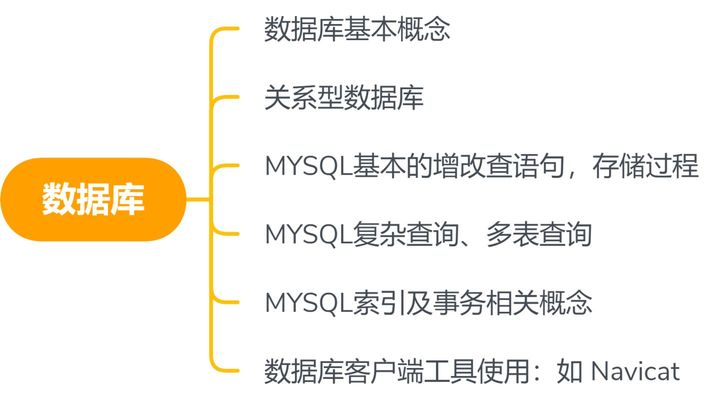 数据库
数据库基本概念
关系型数据库
MYSQL基本的增改查语句，存储过程
MYSQL复杂查询、多表查询
MYSQL索引及事务相关概念
数据库客户端工具使用：如 Navicat